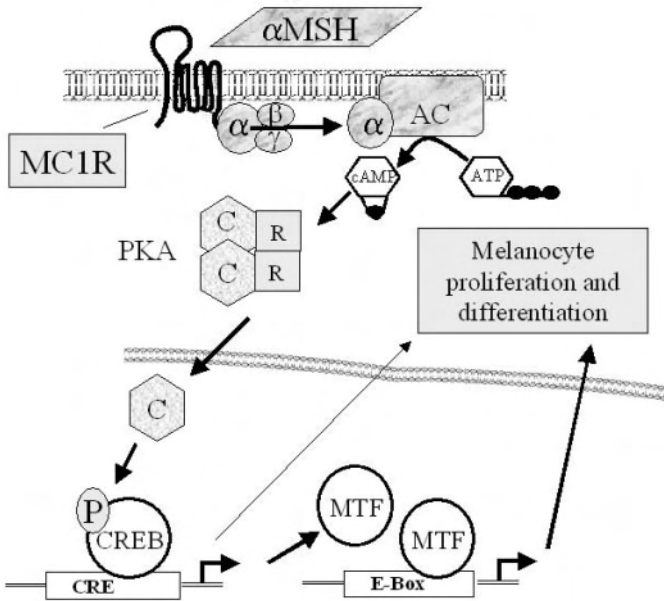 αMSH
MC1R
α
β
γ
α
AC
cAMP
ATP
PKA
C
R
C
R
Melanocyte
proliferation and
differentiation
C
P
CREB
CRE
MTF
MTF
E-Box